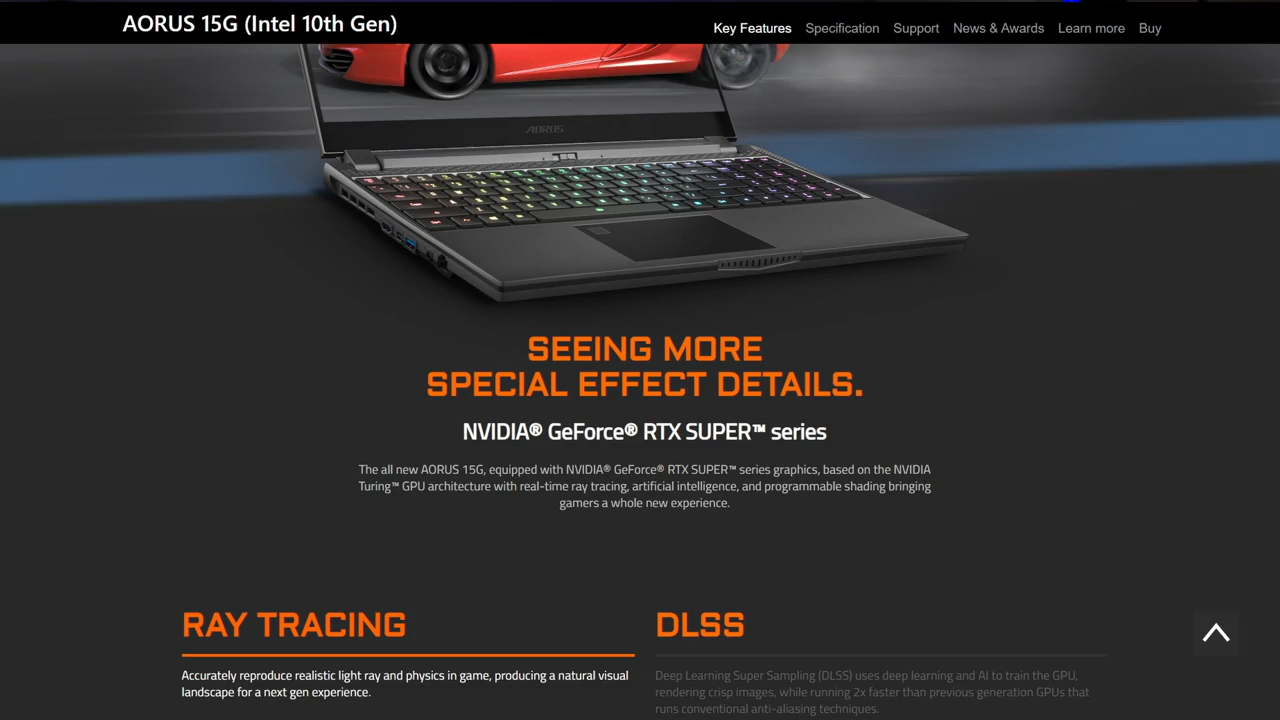 AORUS 15G (Intel 10th Gen)
Key Features Specification Support News & Awards Learn more Buy
AORUS
SEEING MORE
SPECIAL EFFECT DETAILS.
NVIDIA® GeForce® RTX SUPER™ series
The all new AORUS 15G, equipped with NVIDIA® GeForce® RTX SUPER™ series graphics, based on the NVIDIA
Turing™ GPU architecture with real-time ray tracing, artificial intelligence, and programmable shading bringing
gamers a whole new experience.
RAY TRACING
Accurately reproduce realistic light ray and physics in game, producing a natural visual
landscape for a next gen experience.
DLSS
Deep Learning Super Sampling (DLSS) uses deep learning and AI to train the GPU,
rendering crisp images, while running 2x faster than previous generation GPUs that
runs conventional anti-aliasing techniques.